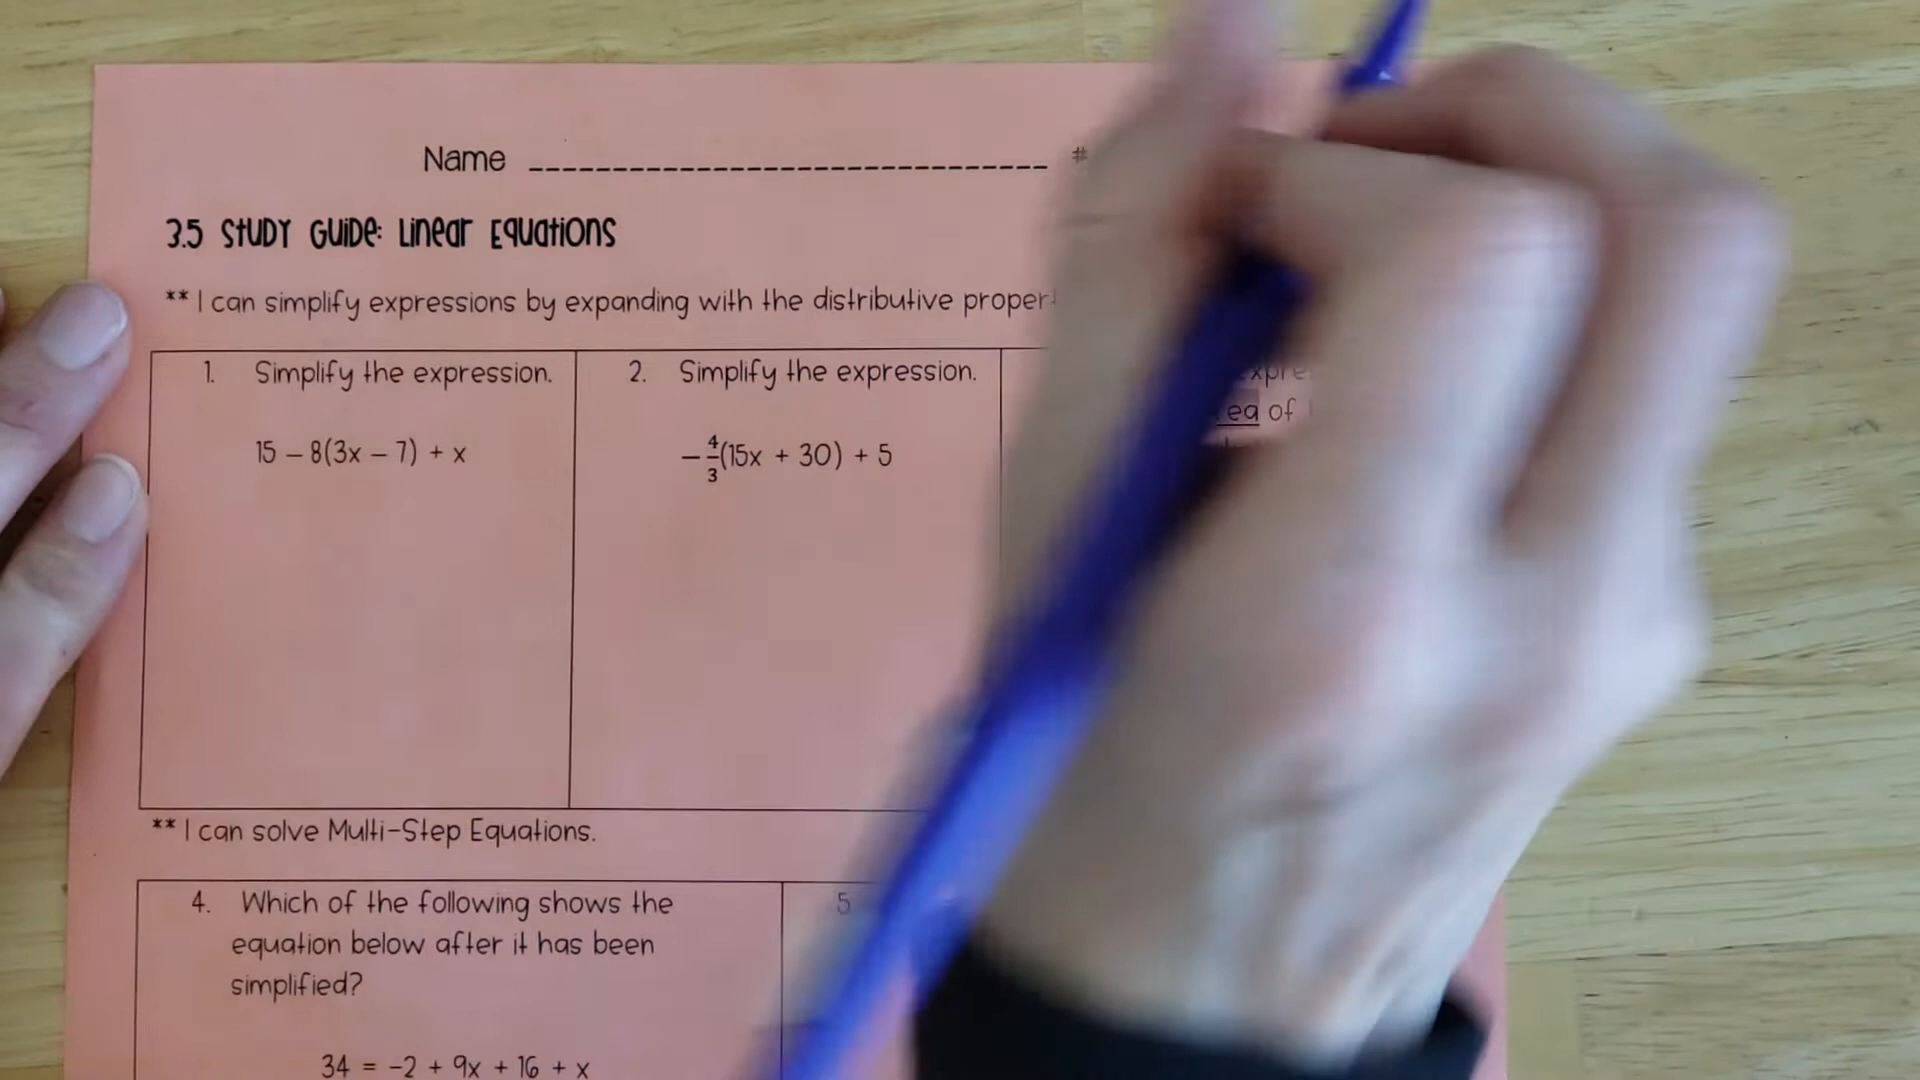 Name ______________________________ #
3.5 Study Guide: Linear Equations
** I can simplify expressions by expanding with the distributive
1. Simplify the expression.
15 – 8(3x – 7) + x
2. Simplify the expression.
– 4/3(15x + 30) + 5
of
** I can solve Multi-Step Equations.
4. Which of the following shows the
equation below after it has been
simplified?
34 = -2 + 9x + 16 + x
5